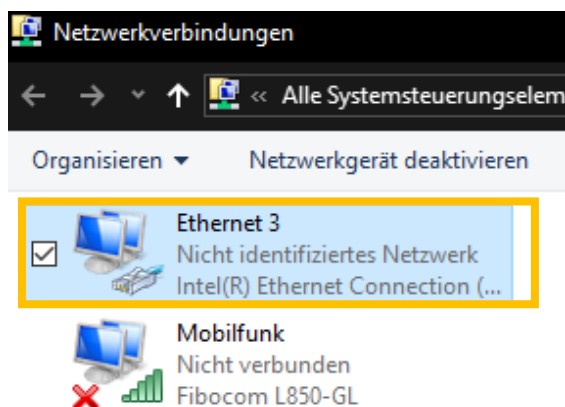 Netzwerkverbindungen
« Alle Systemsteuerungselem
Organisieren Netzwerkgerät deaktivieren
Ethernet 3
Nicht identifiziertes Netzwerk
Intel(R) Ethernet Connection (...
Mobilfunk
Nicht verbunden
Fibocom L850-GL